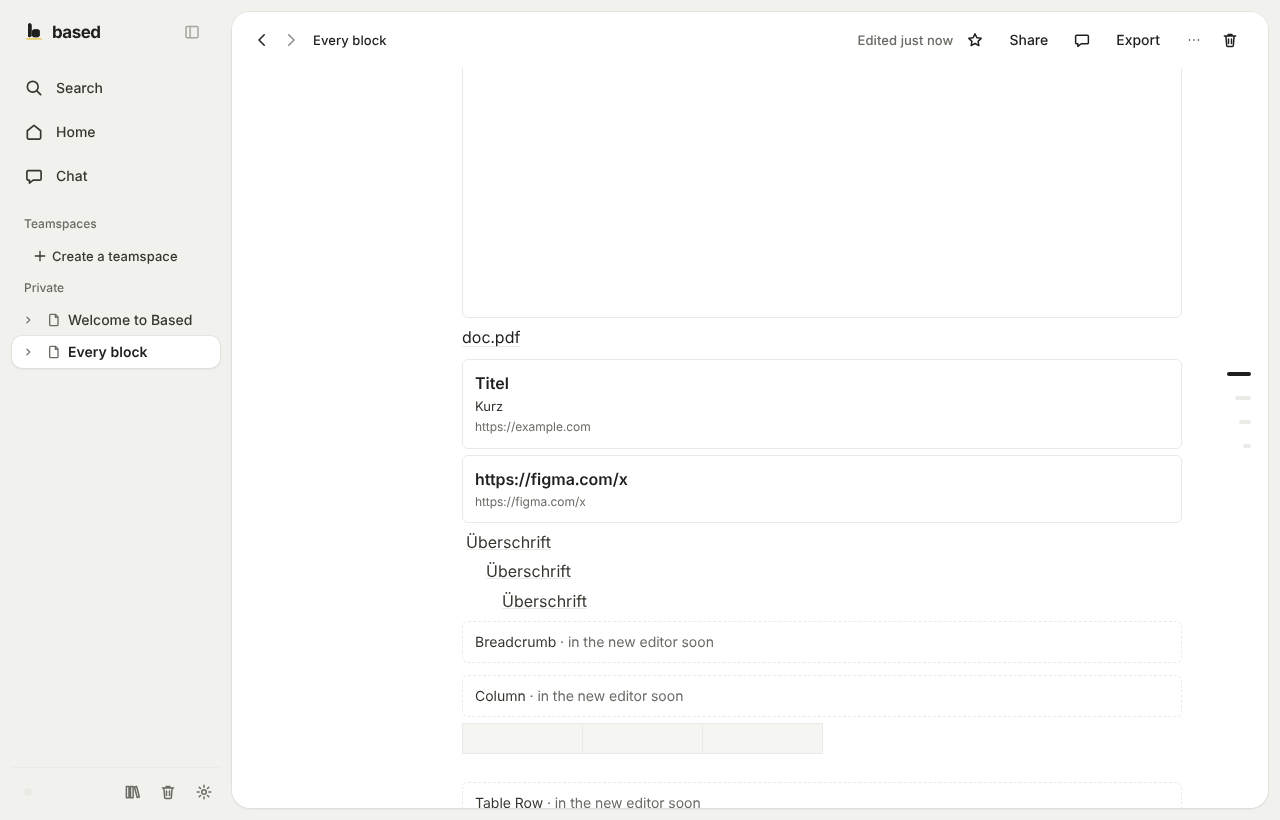 based
Search
Home
Chat
Teamspaces
Create a teamspace
Private
Welcome to Based
Every block
Every block
Edited just now
Share
Export
doc.pdf
Titel
Kurz
https://example.com
https://figma.com/x
https://figma.com/x
Überschrift
Überschrift
Überschrift
Breadcrumb · in the new editor soon
Column · in the new editor soon
Table Row · in the new editor soon